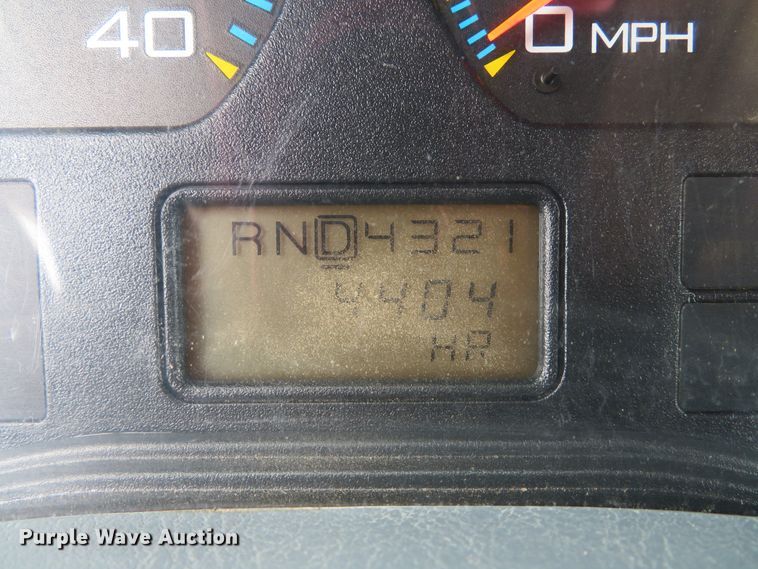 40
0 MPH
RND4321
4404
HR
Purple Wave Auction